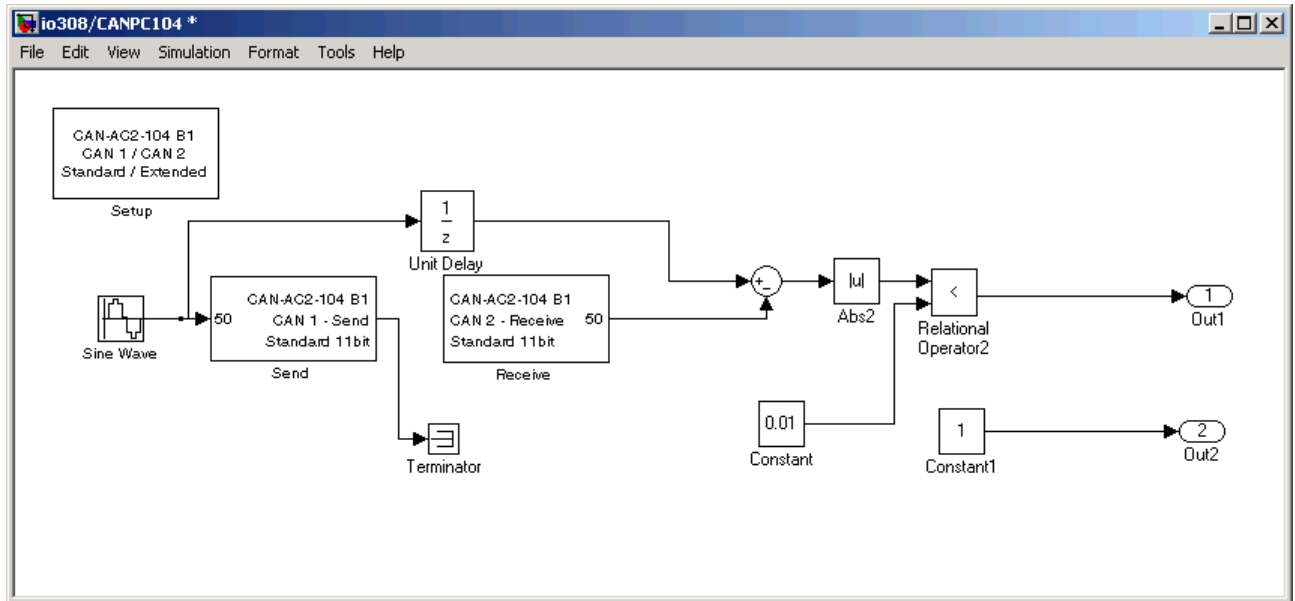 io308/CANPC104 *
File Edit View Simulation Format Tools Help
CAN-AC2-104 B1
CAN 1 / CAN 2
Standard / Extended
Setup
1
z
Unit Delay
Sine Wave
50
CAN-AC2-104 B1
CAN 1 - Send
Standard 11bit
Send
CAN-AC2-104 B1
CAN 2 - Receive 50
Standard 11bit
Receive
+
-
|u|
Abs2
<
Relational
Operator2
1
Out1
Terminator
0.01
Constant
1
Constant1
2
Out2